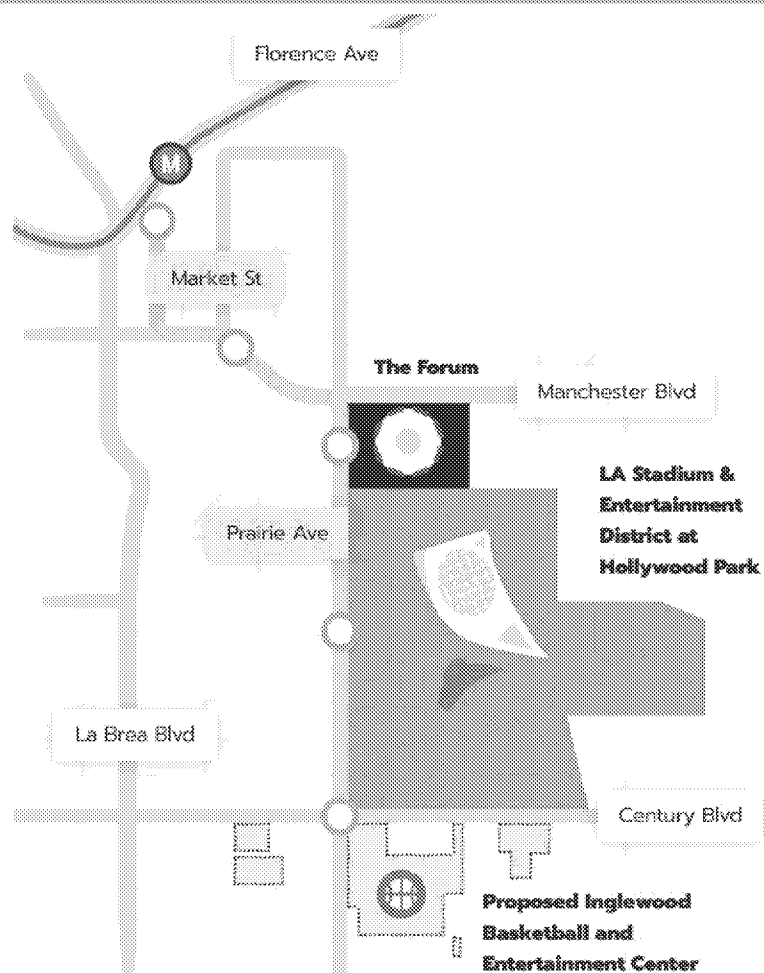 Florence Ave
M
Market St
The Forum
Manchester Blvd
LA Stadium &
Entertainment
District at
Hollywood Park
Prairie Ave
La Brea Blvd
Century Blvd
Proposed Inglewood
Basketball and
Entertainment Center